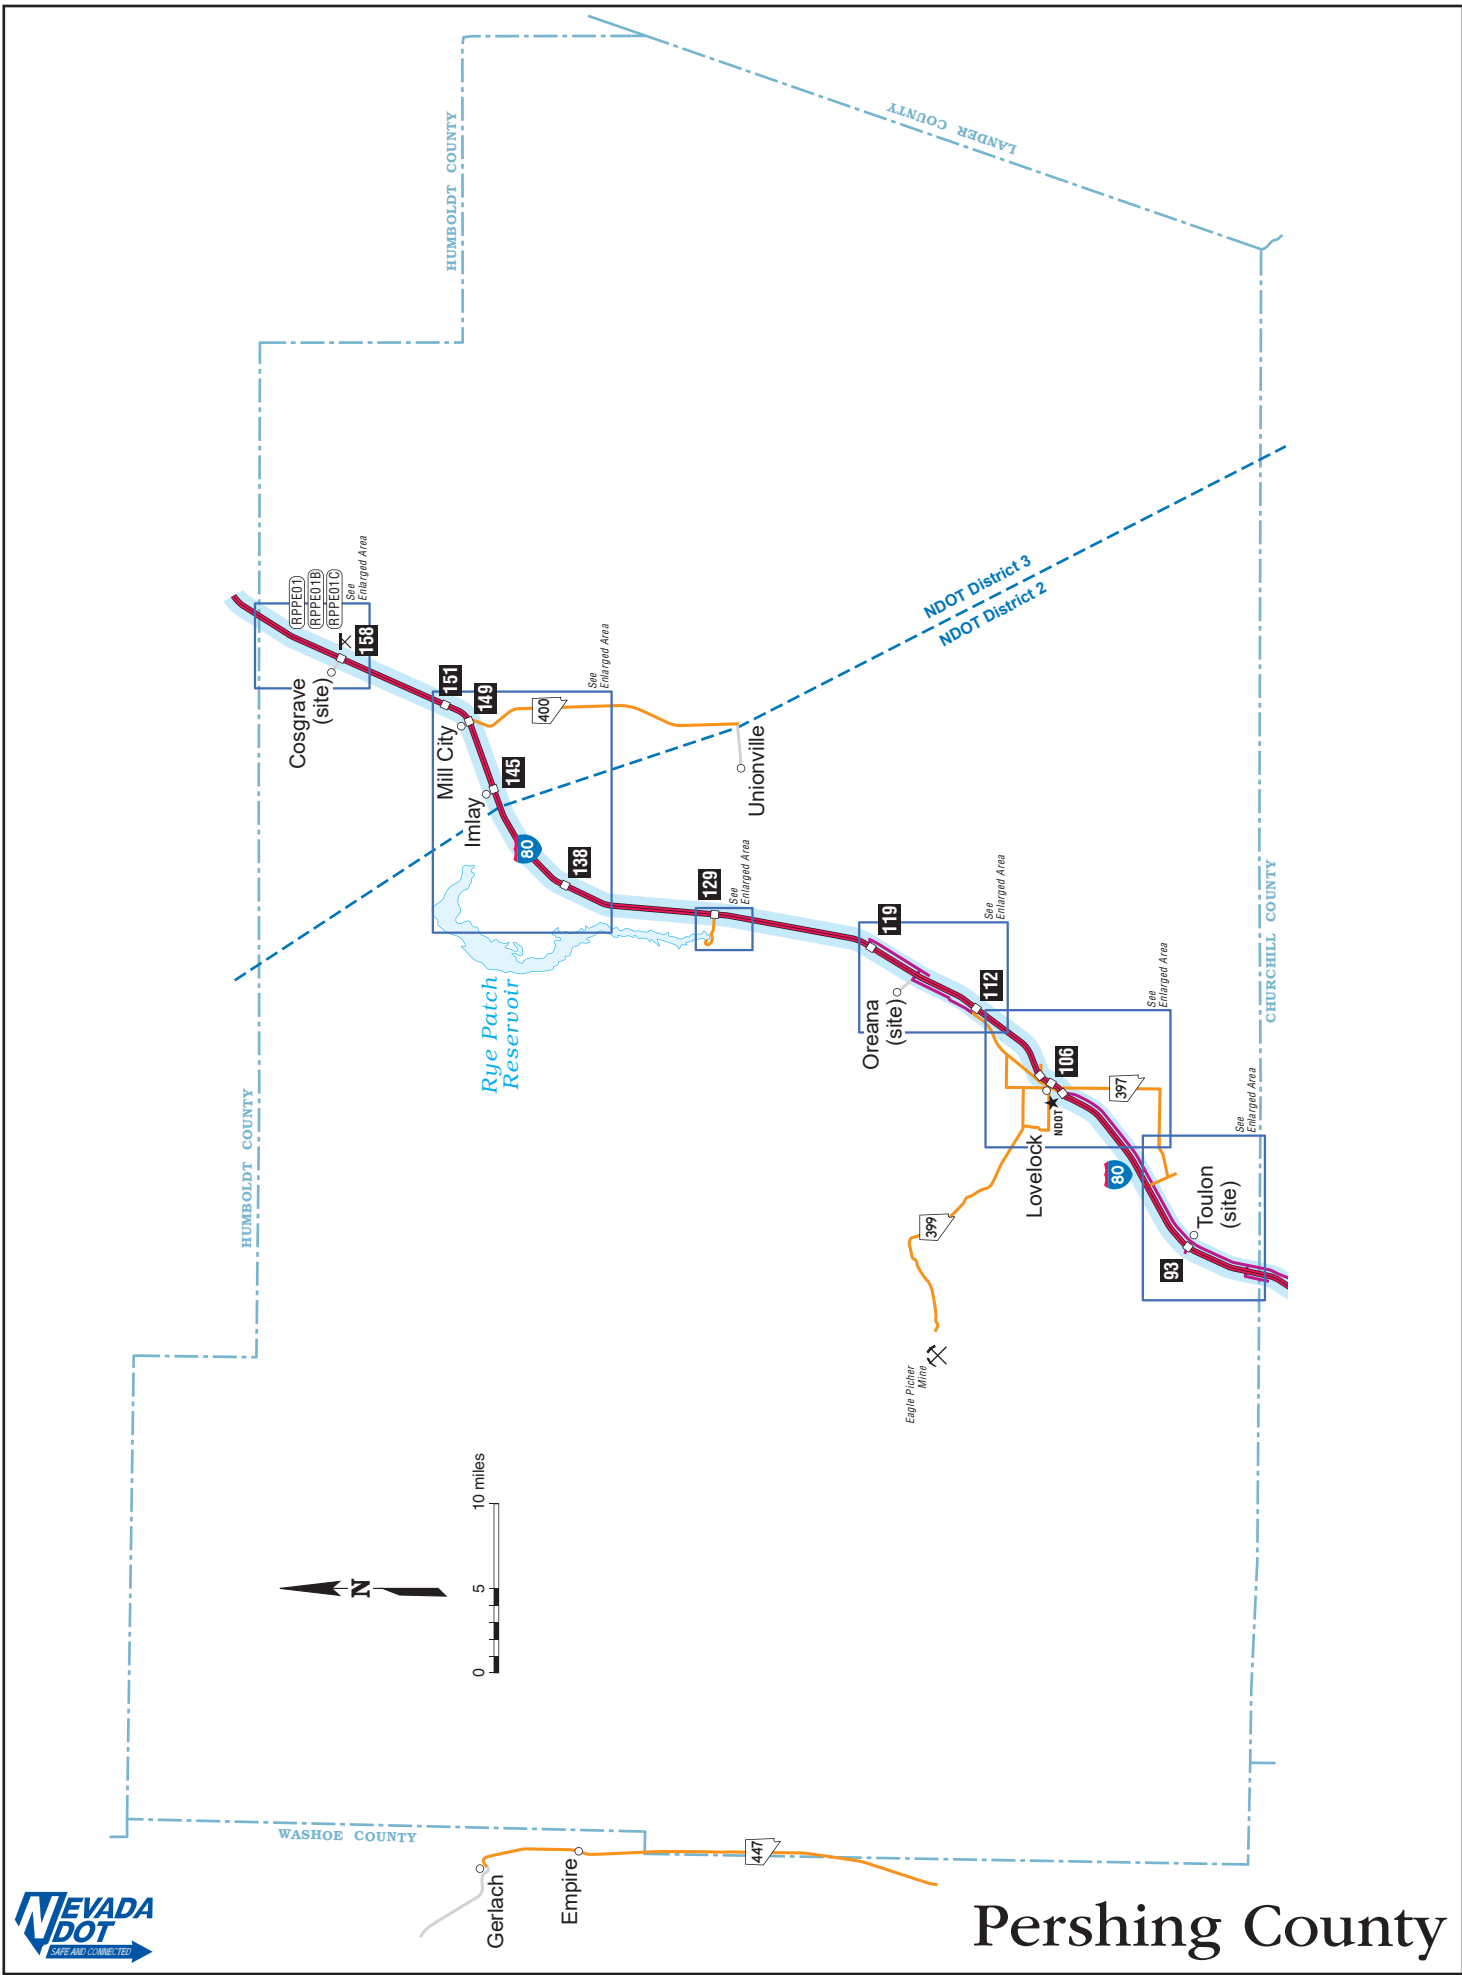 HUMBOLDT COUNTY
LANDER COUNTY
RPPE01
RPPE01B
RPPE01C
See
Enlarged Area
158
Cosgrave
(site)
151
149
Mill City
400
See
Enlarged Area
145
Imlay
80
138
Unionville
NDOT District 3
NDOT District 2
129
See
Enlarged Area
Rye Patch
Reservoir
HUMBOLDT COUNTY
119
See
Enlarged Area
Oreana
(site)
112
See
Enlarged Area
CHURCHILL COUNTY
106
397
NDOT
Lovelock
80
See
Enlarged Area
399
Toulon
(site)
93
Eagle Picher
Mine
N
0
5
10 miles
WASHOE COUNTY
447
Gerlach
Empire
NEVADA
DOT
SAFE AND CONNECTED
Pershing County